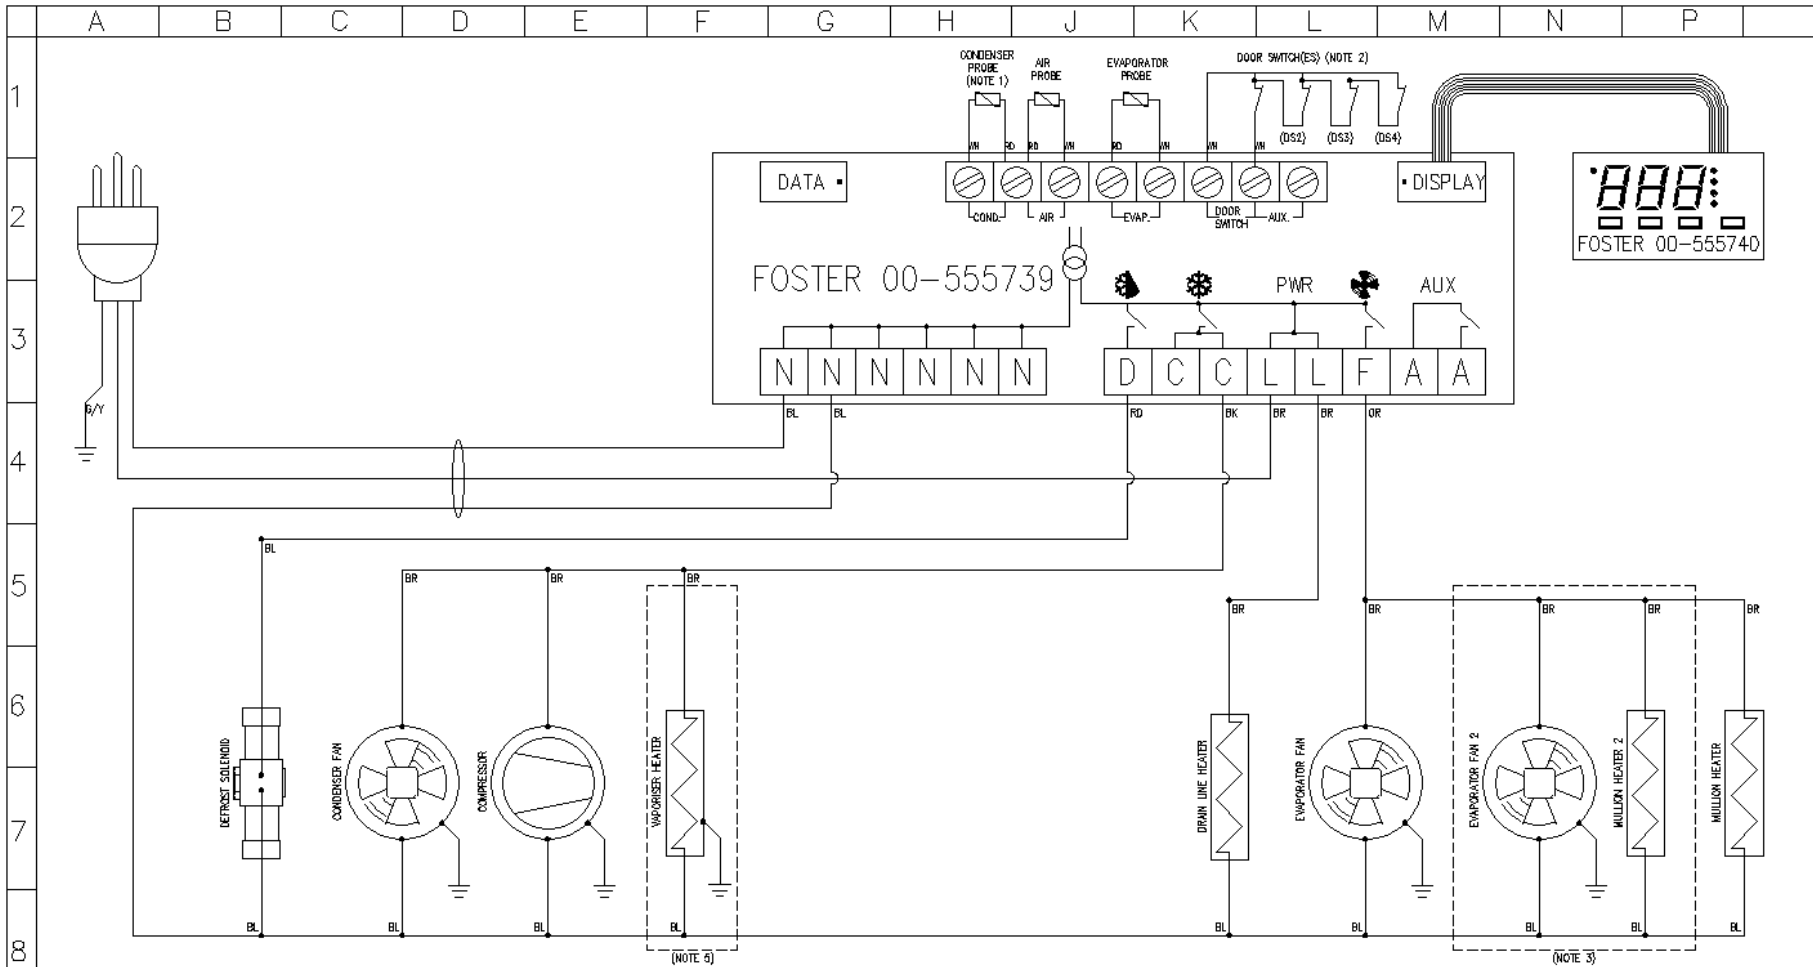 A B C D E F G H J K L M N P
1
2
3
4
5
6
7
8
CONDENSER
PROBE
(NOTE 1)
AIR
PROBE
EVAPORATOR
PROBE
DOOR SWITCH(ES) (NOTE 2)
(DS2) (DS3) (DS4)
WH RD RD WH RD WH WH WH
DATA
DISPLAY
COND. AIR EVAP. DOOR SWITCH AUX.
888
FOSTER 00-555740
FOSTER 00-555739
PWR
AUX
N N N N N N
D C C L L F A A
G/Y
BL BL RD BK BR BR OR
BL
BR BR BR BR BR BR BR BR
DEFROST SOLENOID
CONDENSER FAN
COMPRESSOR
VAPORISER HEATER
DRAIN LINE HEATER
EVAPORATOR FAN
EVAPORATOR FAN 2
MULLION HEATER 2
MULLION HEATER
BL BL BL BL BL BL BL BL BL
(NOTE 5)
(NOTE 3)